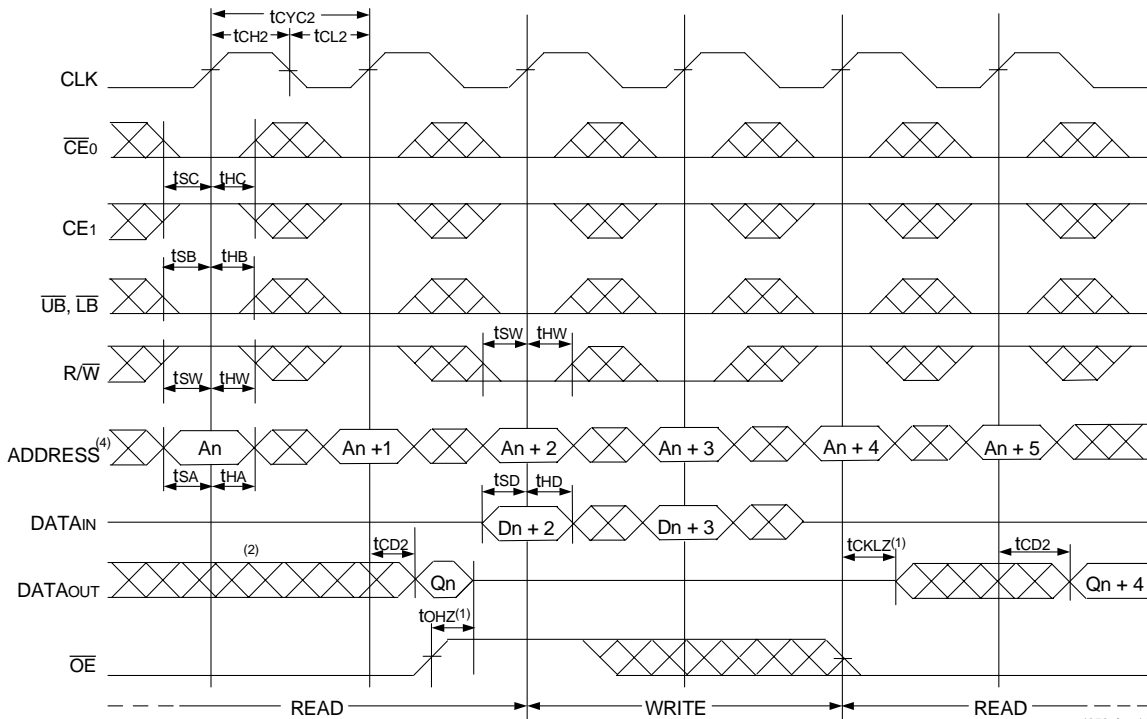 tCYC2
tCH2 tCL2
CLK
CE0
tSC tHC
CE1
tSB tHB
UB, LB
tSW tHW
R/W
tSW tHW
ADDRESS(4) An An +1 An + 2 An + 3 An + 4 An + 5
tSA tHA
tSD tHD
DATAIN Dn + 2 Dn + 3
tCD2 tCKLZ(1) tCD2
(2)
DATAOUT Qn Qn + 4
tOHZ(1)
OE
READ WRITE READ